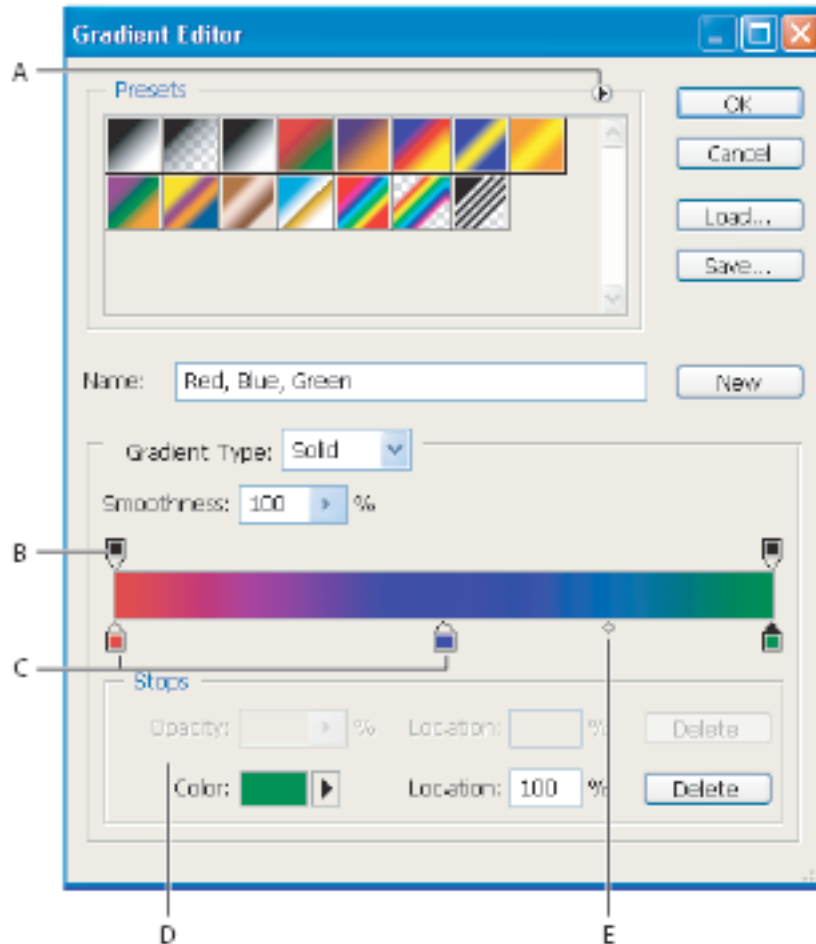 Gradient Editor
A
Presets
OK
Cancel
Load...
Save...
Name: Red, Blue, Green
New
Gradient Type: Solid
Smoothness: 100 %
B
C
Stops
Opacity: % Location: % Delete
Color: Location: 100 % Delete
D
E